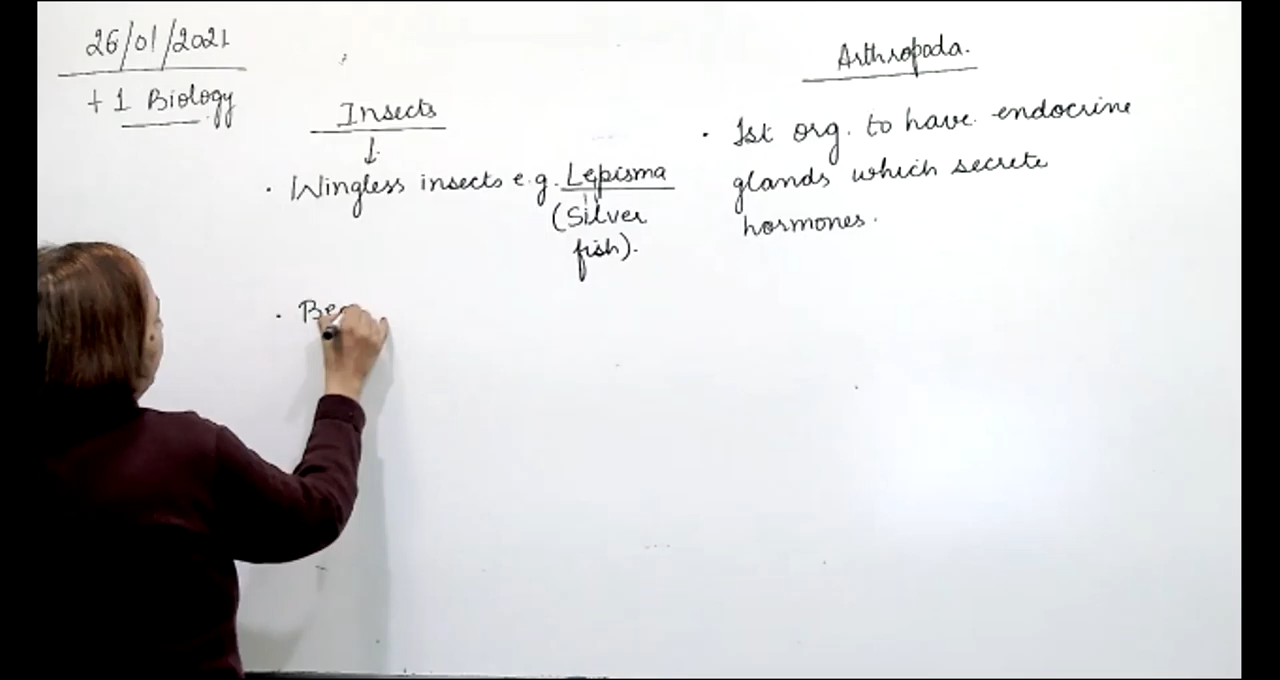 26/01/2021
+1 Biology
Insects
• Wingless insects e.g. Lepisma
(Silver
fish).
Arthropoda.
• 1st org. to have endocrine
glands which secrete
hormones.